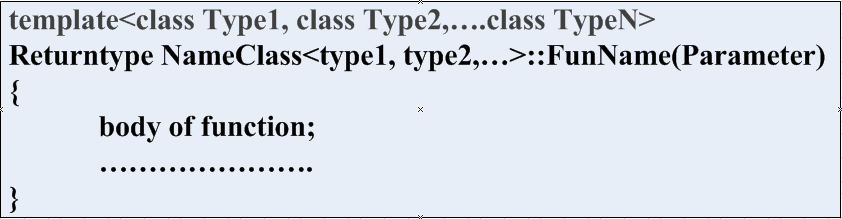 template<class Type1, class Type2,….class TypeN>
Returntype NameClass<type1, type2,…>::FunName(Parameter)
{
body of function;
…………………..
}